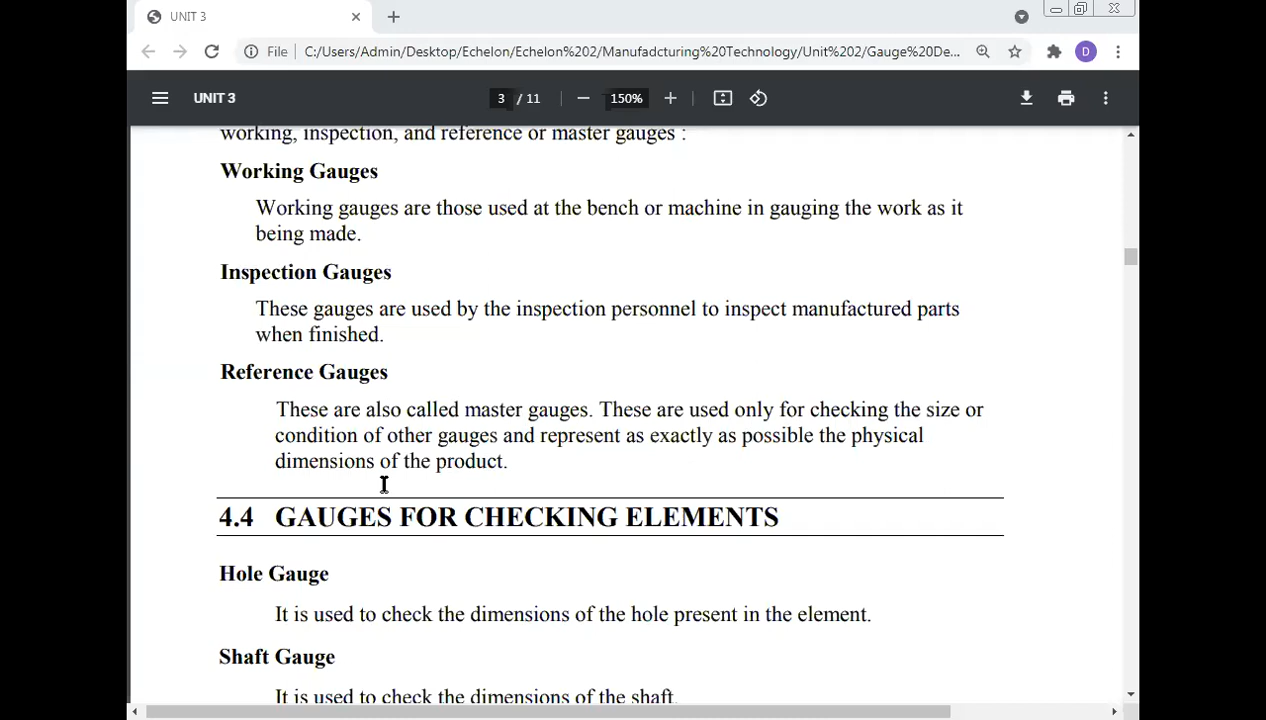 UNIT 3
File C:/Users/Admin/Desktop/Echelon/Echelon%202/Manufadcturing%20Technology/Unit%202/Gauge%20De... D
UNIT 3 3 / 11 150%
working, inspection, and reference or master gauges :
Working Gauges
Working gauges are those used at the bench or machine in gauging the work as it
being made.
Inspection Gauges
These gauges are used by the inspection personnel to inspect manufactured parts
when finished.
Reference Gauges
These are also called master gauges. These are used only for checking the size or
condition of other gauges and represent as exactly as possible the physical
dimensions of the product.
4.4 GAUGES FOR CHECKING ELEMENTS
Hole Gauge
It is used to check the dimensions of the hole present in the element.
Shaft Gauge
It is used to check the dimensions of the shaft.